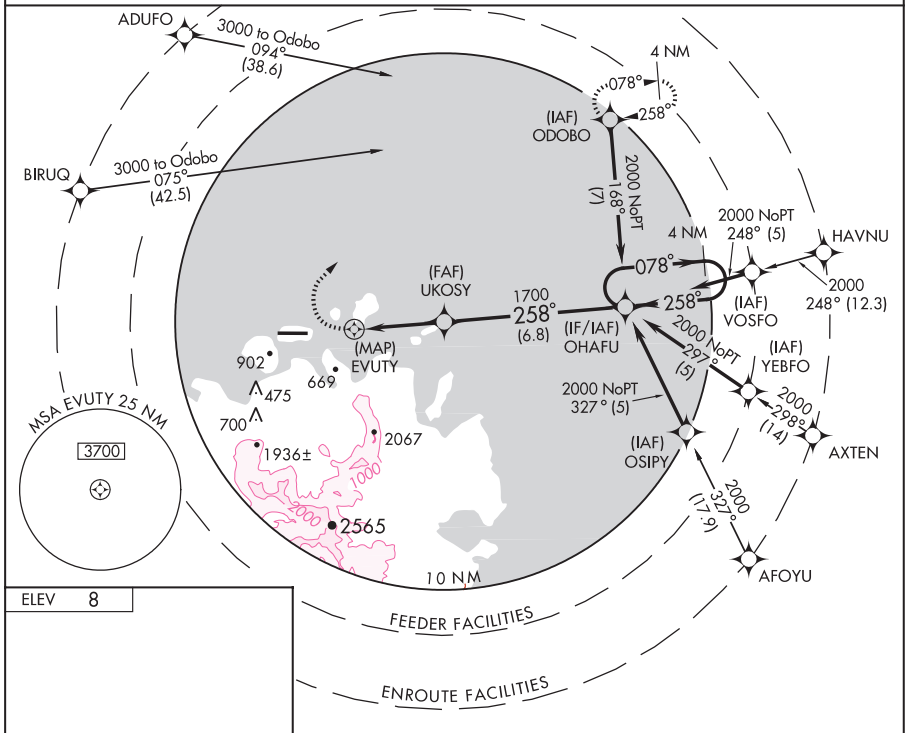 ADUFO
3000 to Odobo
094°
(38.6)
4 NM
078°
258°
(IAF)
ODOBO
BIRUQ
3000 to Odobo
075°
(42.5)
2000 NoPT
168°
(7)
2000 NoPT
248° (5)
HAVNU
4 NM
078°
258°
2000
248° (12.3)
(IAF)
VOSFO
(FAF)
UKOSY
1700
258°
(6.8)
(IF/IAF)
OHAFU
(MAP)
EVUTY
2000 NoPT
297°
(5)
(IAF)
YEBFO
902
669
475
700
2000 NoPT
327° (5)
2000
298°
(14)
AXTEN
MSA EVUTY 25 NM
3700
1936±
2067
1000
2000
2565
(IAF)
OSIPY
2000
327°
(17.9)
AFOYU
10 NM
ELEV 8
FEEDER FACILITIES
ENROUTE FACILITIES